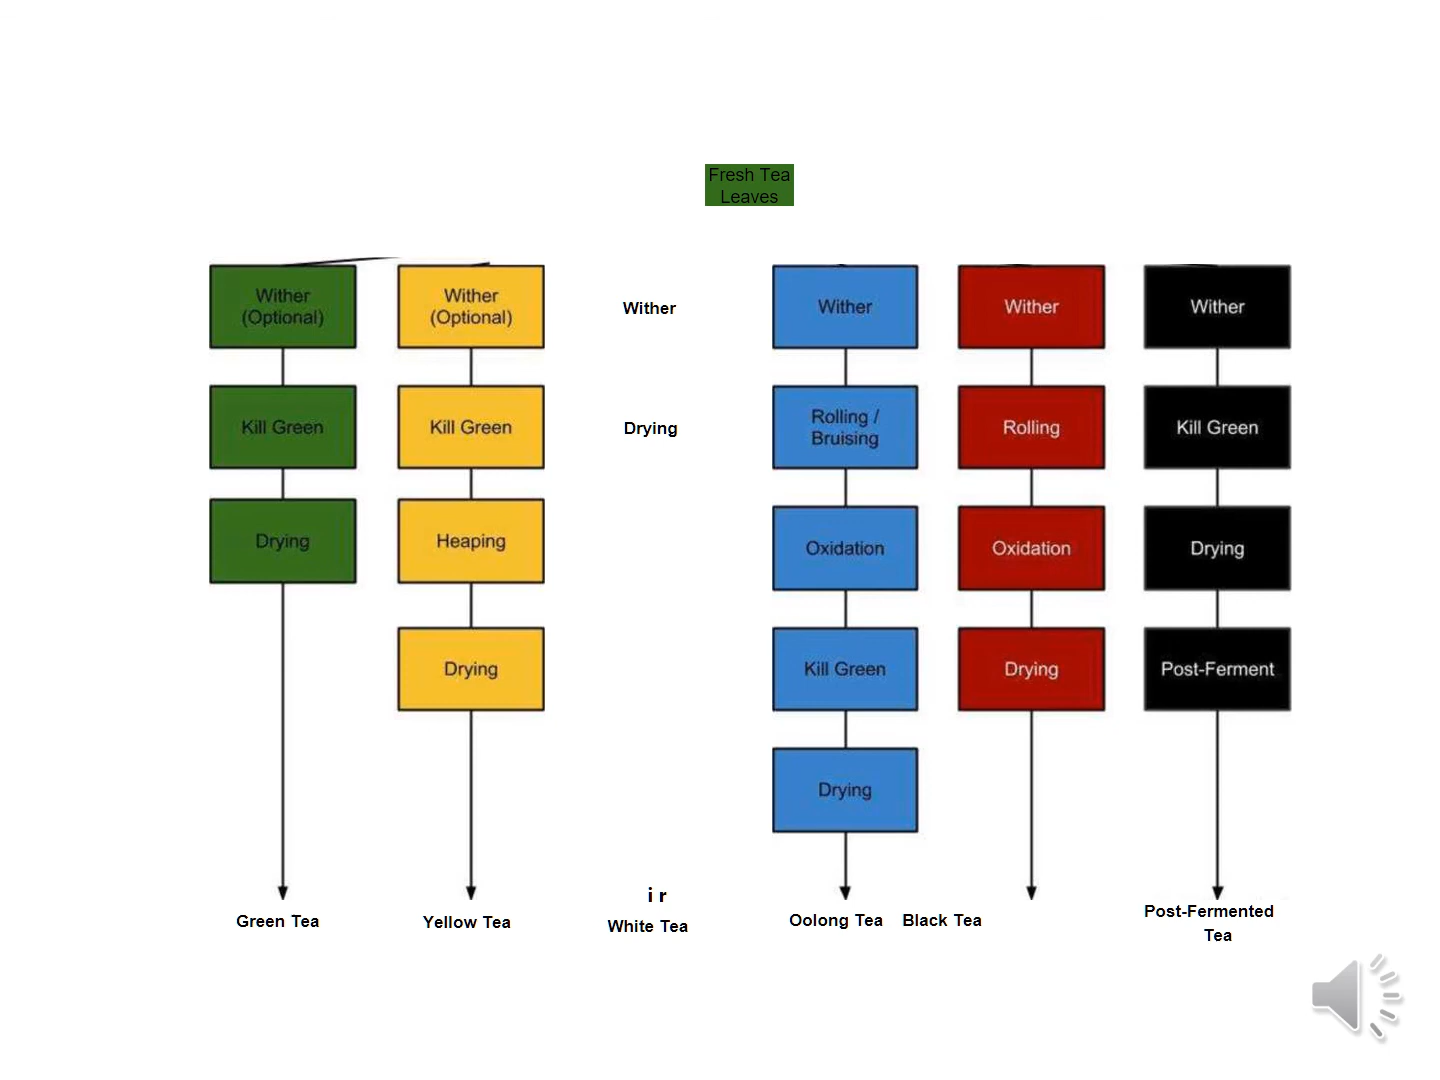 Fresh Tea
Leaves
Wither
(Optional)
Wither
(Optional)
Wither
Wither
Wither
Wither
Kill Green
Kill Green
Drying
Rolling /
Bruising
Rolling
Kill Green
Drying
Heaping
Oxidation
Oxidation
Drying
Drying
Kill Green
Drying
Post-Ferment
Drying
i r
Green Tea
Yellow Tea
White Tea
Oolong Tea
Black Tea
Post-Fermented
Tea